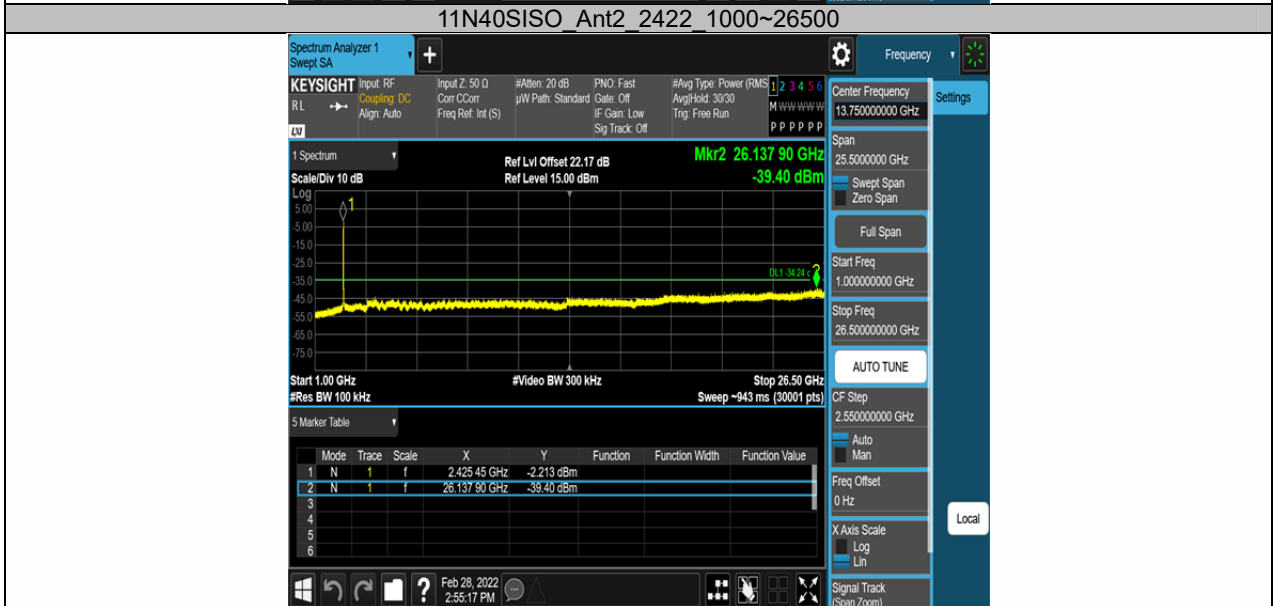 11N40SISO_Ant2_2422_1000~26500
Spectrum Analyzer 1
Swept SA
+
Frequency
KEYSIGHT
RL
LXI
Input: RF
Coupling: DC
Align: Auto
Input Z: 50 Ω
Corr CCorr
Freq Ref: Int (S)
#Atten: 20 dB
µW Path: Standard
PNO: Fast
Gate: Off
IF Gain: Low
Sig Track: Off
#Avg Type: Power (RMS
Avg|Hold: 30/30
Trig: Free Run
1 2 3 4 5 6
M W W W W W
P P P P P P
Center Frequency
13.750000000 GHz
Settings
1 Spectrum
Scale/Div 10 dB
Ref Lvl Offset 22.17 dB
Ref Level 15.00 dBm
Mkr2 26.137 90 GHz
-39.40 dBm
Span
25.5000000 GHz
Swept Span
Zero Span
Full Span
Start Freq
1.000000000 GHz
Stop Freq
26.500000000 GHz
AUTO TUNE
CF Step
2.550000000 GHz
Auto
Man
Freq Offset
0 Hz
X Axis Scale
Log
Lin
Signal Track
(Span Zoom)
Local
Log
5.00
-5.00
-15.0
-25.0
-35.0
-45.0
-55.0
-65.0
-75.0
1
DL1 -34.24
2
Start 1.00 GHz
#Video BW 300 kHz
Stop 26.50 GHz
#Res BW 100 kHz
Sweep ~943 ms (30001 pts)
5 Marker Table
Mode Trace Scale X Y Function Function Width Function Value
1 N 1 f 2.425 45 GHz -2.213 dBm
2 N 1 f 26.137 90 GHz -39.40 dBm
3
4
5
6
?
Feb 28, 2022
2:55:17 PM